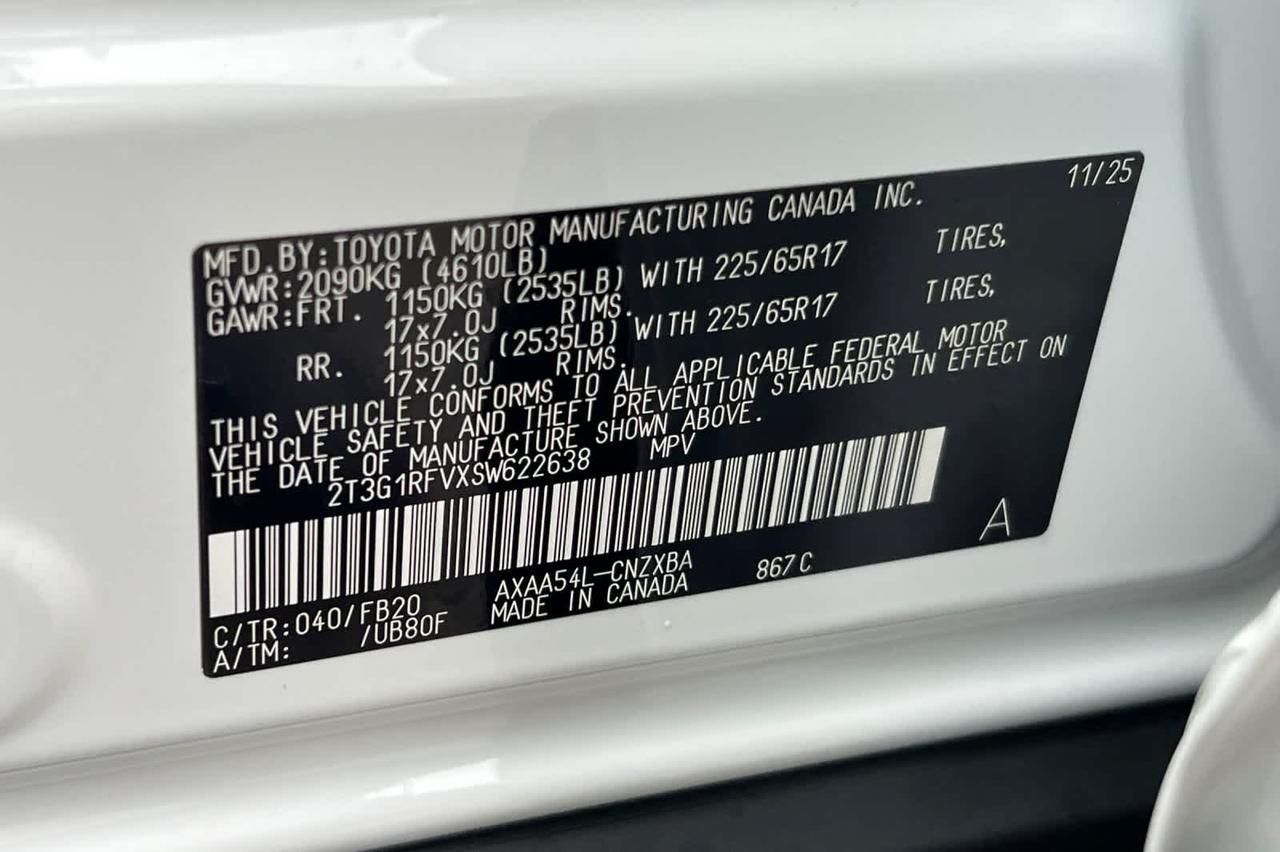 11/25
MFD.BY:TOYOTA MOTOR MANUFACTURING CANADA INC.
GVWR:2090KG (4610LB)
GAWR:FRT. 1150KG (2535LB) WITH 225/65R17 TIRES,
17x7.0J RIMS.
RR. 1150KG (2535LB) WITH 225/65R17 TIRES,
17x7.0J RIMS.
THIS VEHICLE CONFORMS TO ALL APPLICABLE FEDERAL MOTOR
VEHICLE SAFETY AND THEFT PREVENTION STANDARDS IN EFFECT ON
THE DATE OF MANUFACTURE SHOWN ABOVE.
2T3G1RFVXSW622638 MPV
A
C/TR:040/FB20 AXAA54L-CNZXBA 867C
A/TM: /UB80F MADE IN CANADA